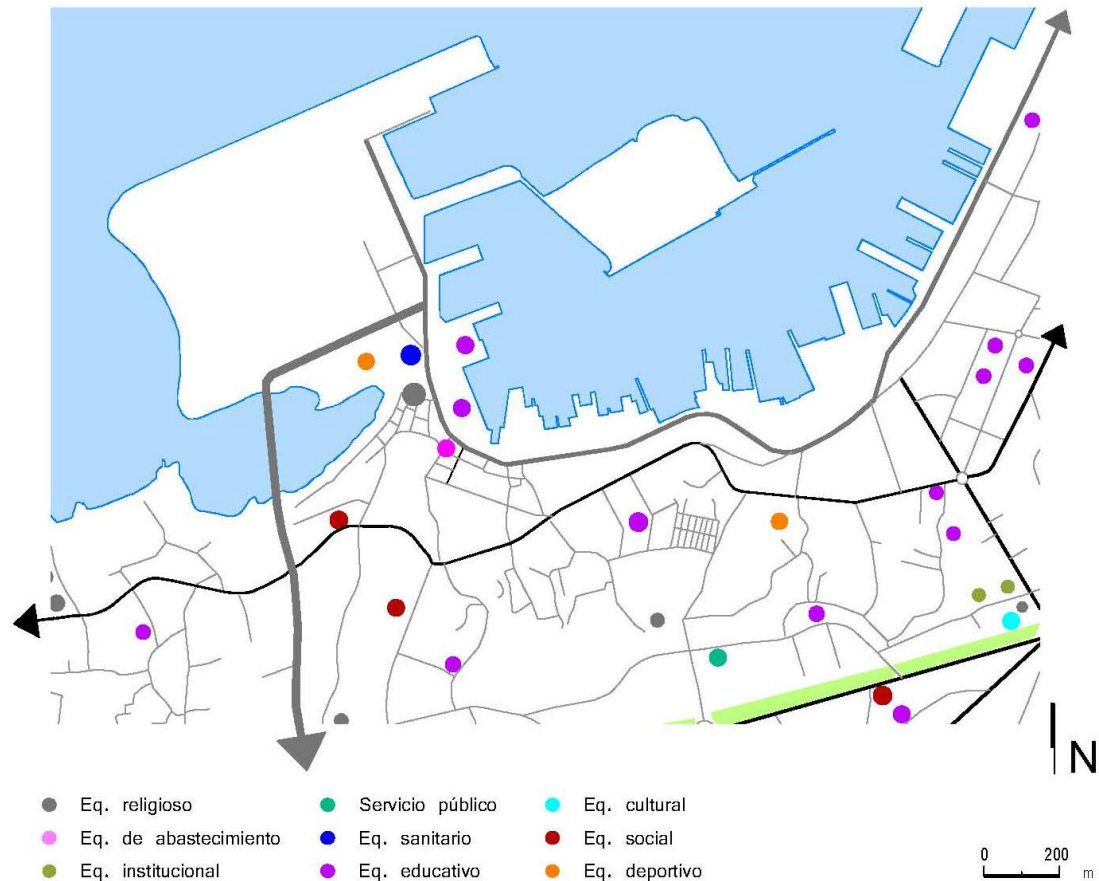 N
Eq. religioso
Servicio público
Eq. cultural
Eq. de abastecimiento
Eq. sanitario
Eq. social
Eq. institucional
Eq. educativo
Eq. deportivo
0 200
m